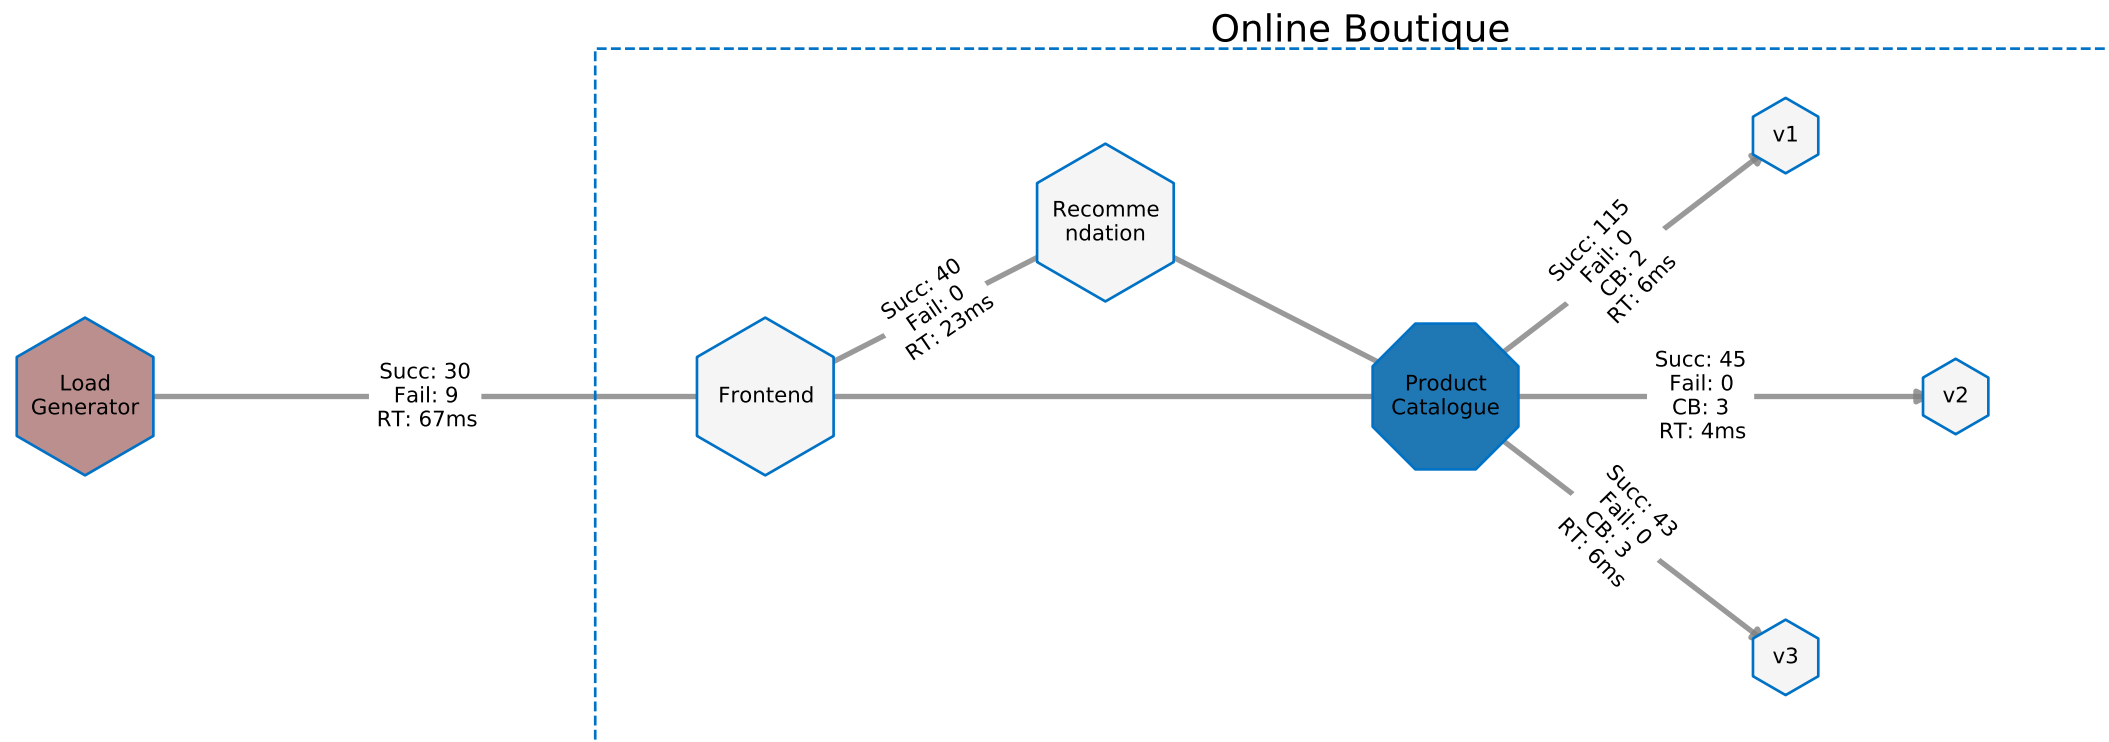 Online Boutique
Load
Generator
Succ: 30
Fail: 9
RT: 67ms
Frontend
Succ: 40
Fail: 0
RT: 23ms
Recomme
ndation
Product
Catalogue
Succ: 115
Fail: 0
CB: 2
RT: 6ms
v1
Succ: 45
Fail: 0
CB: 3
RT: 4ms
v2
Succ: 43
Fail: 0
CB: 3
RT: 6ms
v3